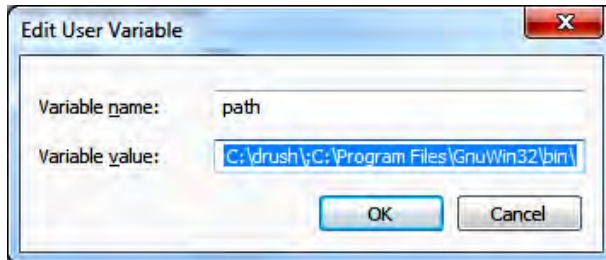 Edit User Variable
Variable name: path
Variable value: C:\drush\;C:\Program Files\GnuWin32\bin\
OK Cancel